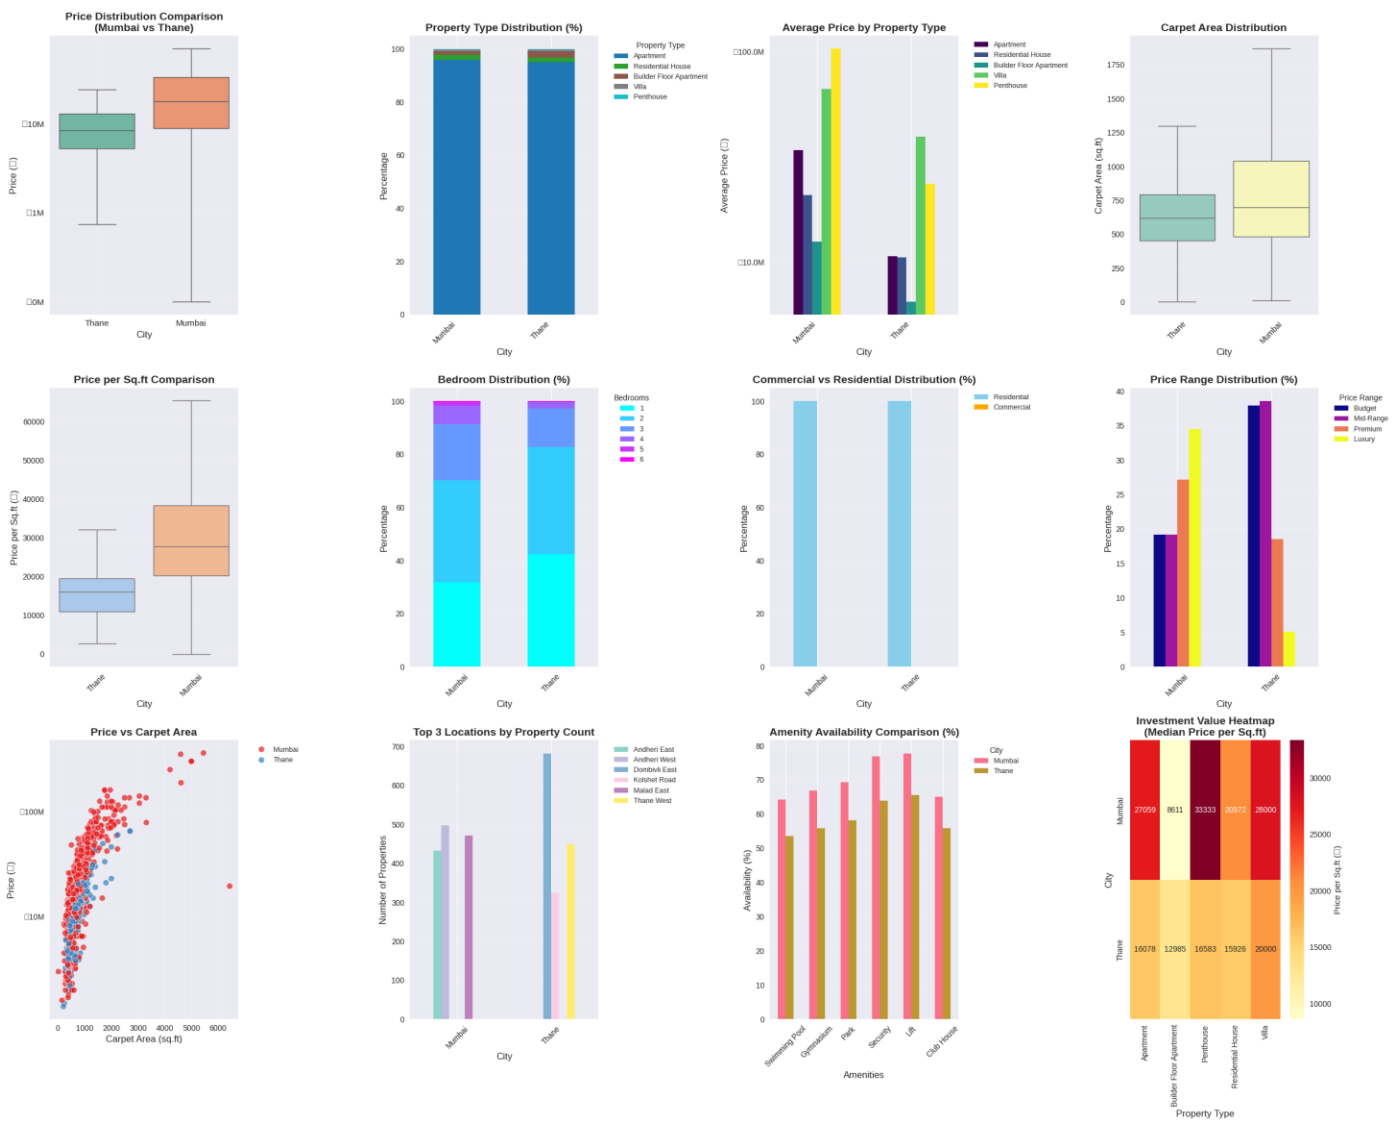 Price Distribution Comparison
(Mumbai vs Thane)
Price (▯)
▯10M
▯1M
▯0M
Thane
Mumbai
City
Property Type Distribution (%)
Percentage
100
80
60
40
20
0
Mumbai
Thane
City
Property Type
Apartment
Residential House
Builder Floor Apartment
Villa
Penthouse
Average Price by Property Type
Average Price (▯)
▯100.0M
▯10.0M
Mumbai
Thane
City
Apartment
Residential House
Builder Floor Apartment
Villa
Penthouse
Carpet Area Distribution
Carpet Area (sq.ft)
1750
1500
1250
1000
750
500
250
0
Thane
Mumbai
City
Price per Sq.ft Comparison
Price per Sq.ft (▯)
60000
50000
40000
30000
20000
10000
0
Thane
Mumbai
City
Bedroom Distribution (%)
Percentage
100
80
60
40
20
0
Mumbai
Thane
City
Bedrooms
1
2
3
4
5
6
Commercial vs Residential Distribution (%)
Percentage
100
80
60
40
20
0
Mumbai
Thane
City
Residential
Commercial
Price Range Distribution (%)
Percentage
40
35
30
25
20
15
10
5
0
Mumbai
Thane
City
Price Range
Budget
Mid-Range
Premium
Luxury
Price vs Carpet Area
Price (▯)
▯100M
▯10M
0
1000
2000
3000
4000
5000
6000
Carpet Area (sq.ft)
Mumbai
Thane
Top 3 Locations by Property Count
Number of Properties
700
600
500
400
300
200
100
0
Mumbai
Thane
City
Andheri East
Andheri West
Dombivli East
Kolshet Road
Malad East
Thane West
Amenity Availability Comparison (%)
Availability (%)
80
70
60
50
40
30
20
10
0
Swimming Pool
Gymnasium
Park
Security
Lift
Club House
Amenities
City
Mumbai
Thane
Investment Value Heatmap
(Median Price per Sq.ft)
City
Mumbai
27059
8611
33333
20972
28000
Thane
16078
12985
16583
15926
20000
Apartment
Builder Floor Apartment
Penthouse
Residential House
Villa
Property Type
30000
25000
20000
15000
10000
Price per Sq.ft (▯)